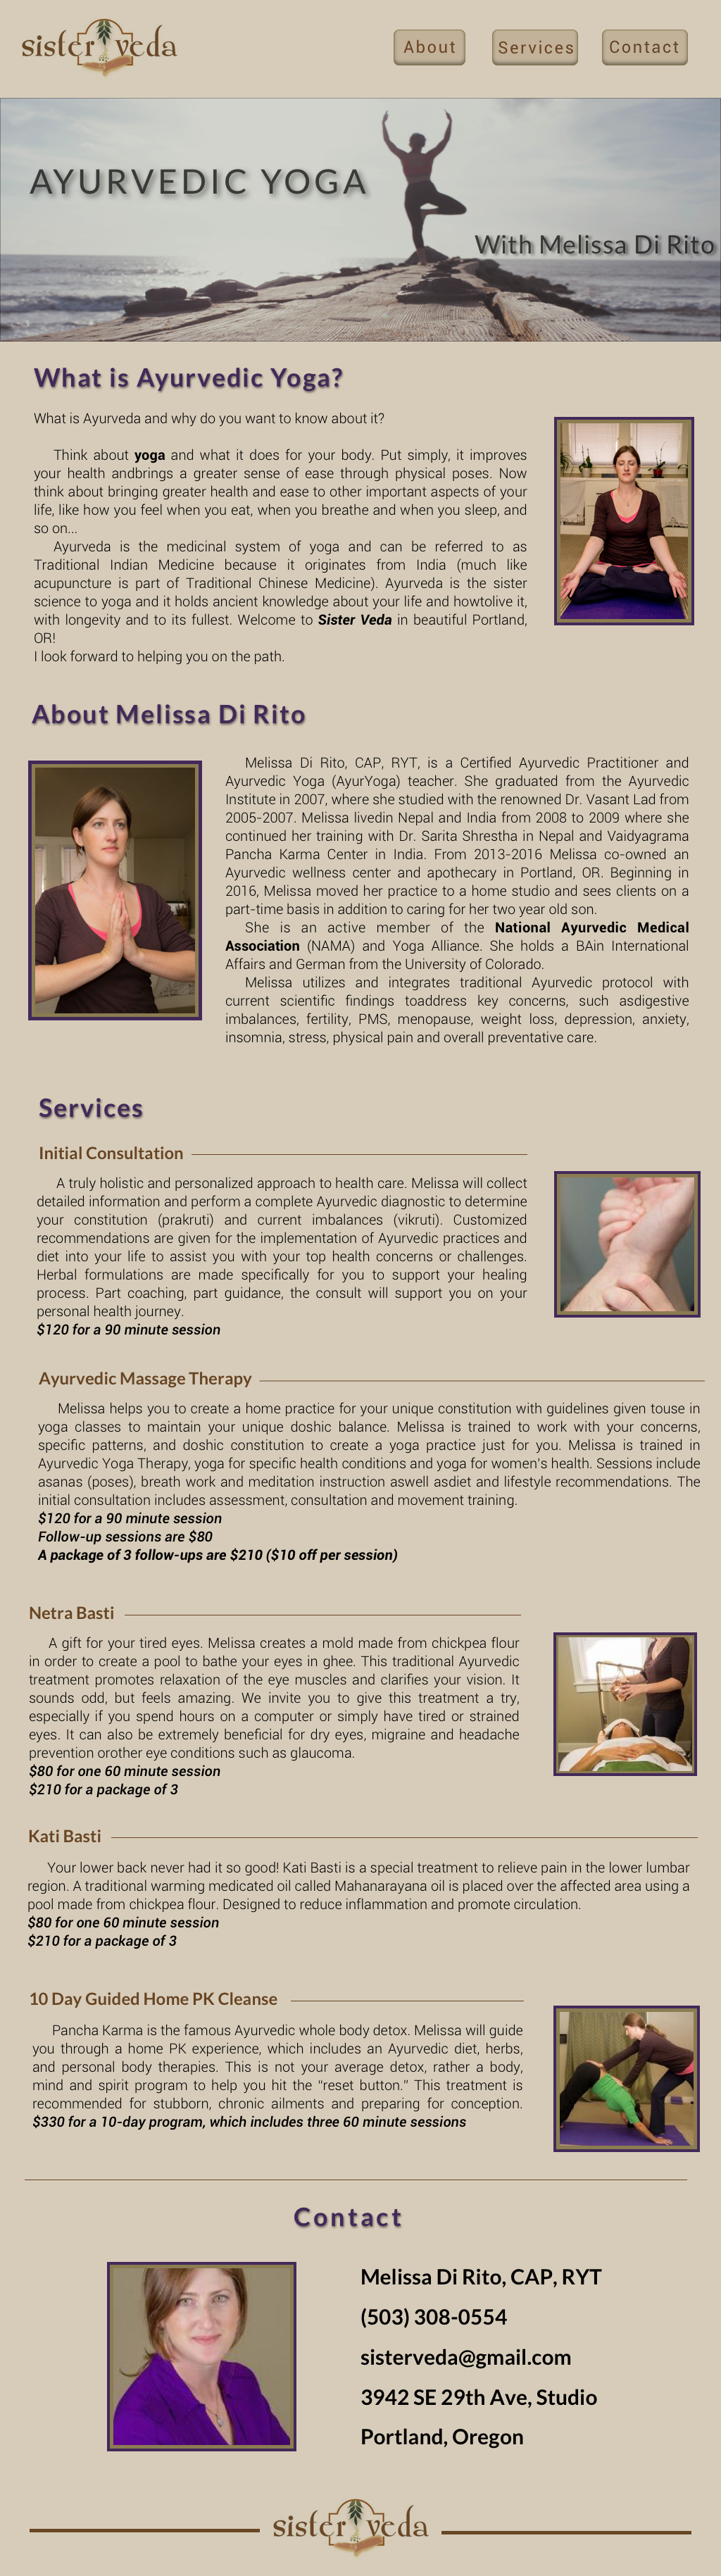 sister veda
About
Services
Contact
AYURVEDIC YOGA
With Melissa Di Rito
What is Ayurvedic Yoga?
What is Ayurveda and why do you want to know about it?
Think about yoga and what it does for your body. Put simply, it improves
your health andbrings a greater sense of ease through physical poses. Now
think about bringing greater health and ease to other important aspects of your
life, like how you feel when you eat, when you breathe and when you sleep, and
so on...
Ayurveda is the medicinal system of yoga and can be referred to as
Traditional Indian Medicine because it originates from India (much like
acupuncture is part of Traditional Chinese Medicine). Ayurveda is the sister
science to yoga and it holds ancient knowledge about your life and howtolive it,
with longevity and to its fullest. Welcome to Sister Veda in beautiful Portland,
OR!
I look forward to helping you on the path.
About Melissa Di Rito
Melissa Di Rito, CAP, RYT, is a Certified Ayurvedic Practitioner and
Ayurvedic Yoga (AyurYoga) teacher. She graduated from the Ayurvedic
Institute in 2007, where she studied with the renowned Dr. Vasant Lad from
2005-2007. Melissa livedin Nepal and India from 2008 to 2009 where she
continued her training with Dr. Sarita Shrestha in Nepal and Vaidyagrama
Pancha Karma Center in India. From 2013-2016 Melissa co-owned an
Ayurvedic wellness center and apothecary in Portland, OR. Beginning in
2016, Melissa moved her practice to a home studio and sees clients on a
part-time basis in addition to caring for her two year old son.
She is an active member of the National Ayurvedic Medical
Association (NAMA) and Yoga Alliance. She holds a BAin International
Affairs and German from the University of Colorado.
Melissa utilizes and integrates traditional Ayurvedic protocol with
current scientific findings toaddress key concerns, such asdigestive
imbalances, fertility, PMS, menopause, weight loss, depression, anxiety,
insomnia, stress, physical pain and overall preventative care.
Services
Initial Consultation
A truly holistic and personalized approach to health care. Melissa will collect
detailed information and perform a complete Ayurvedic diagnostic to determine
your constitution (prakruti) and current imbalances (vikruti). Customized
recommendations are given for the implementation of Ayurvedic practices and
diet into your life to assist you with your top health concerns or challenges.
Herbal formulations are made specifically for you to support your healing
process. Part coaching, part guidance, the consult will support you on your
personal health journey.
$120 for a 90 minute session
Ayurvedic Massage Therapy
Melissa helps you to create a home practice for your unique constitution with guidelines given touse in
yoga classes to maintain your unique doshic balance. Melissa is trained to work with your concerns,
specific patterns, and doshic constitution to create a yoga practice just for you. Melissa is trained in
Ayurvedic Yoga Therapy, yoga for specific health conditions and yoga for women's health. Sessions include
asanas (poses), breath work and meditation instruction aswell asdiet and lifestyle recommendations. The
initial consultation includes assessment, consultation and movement training.
$120 for a 90 minute session
Follow-up sessions are $80
A package of 3 follow-ups are $210 ($10 off per session)
Netra Basti
A gift for your tired eyes. Melissa creates a mold made from chickpea flour
in order to create a pool to bathe your eyes in ghee. This traditional Ayurvedic
treatment promotes relaxation of the eye muscles and clarifies your vision. It
sounds odd, but feels amazing. We invite you to give this treatment a try,
especially if you spend hours on a computer or simply have tired or strained
eyes. It can also be extremely beneficial for dry eyes, migraine and headache
prevention orother eye conditions such as glaucoma.
$80 for one 60 minute session
$210 for a package of 3
Kati Basti
Your lower back never had it so good! Kati Basti is a special treatment to relieve pain in the lower lumbar
region. A traditional warming medicated oil called Mahanarayana oil is placed over the affected area using a
pool made from chickpea flour. Designed to reduce inflammation and promote circulation.
$80 for one 60 minute session
$210 for a package of 3
10 Day Guided Home PK Cleanse
Pancha Karma is the famous Ayurvedic whole body detox. Melissa will guide
you through a home PK experience, which includes an Ayurvedic diet, herbs,
and personal body therapies. This is not your average detox, rather a body,
mind and spirit program to help you hit the “reset button.” This treatment is
recommended for stubborn, chronic ailments and preparing for conception.
$330 for a 10-day program, which includes three 60 minute sessions
Contact
Melissa Di Rito, CAP, RYT
(503) 308-0554
sisterveda@gmail.com
3942 SE 29th Ave, Studio
Portland, Oregon
sister veda